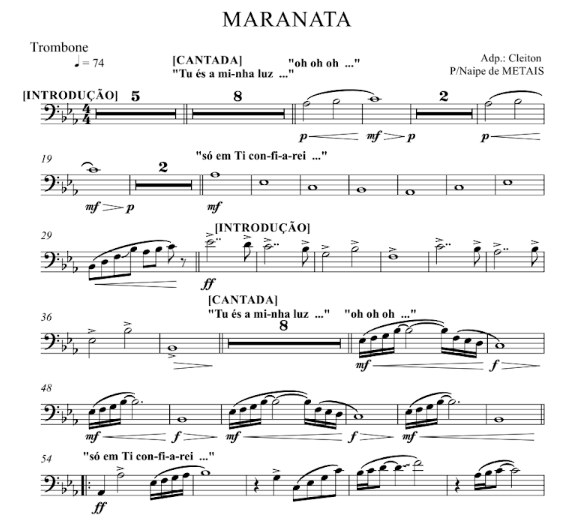 MARANATA
Trombone
♩ = 74
Adp.: Cleiton
P/Naipe de METAIS
[CANTADA] "oh oh oh ..."
"Tu és a mi-nha luz ..."
[INTRODUÇÃO] 5 8 2
p mf p p
19 2 "só em Ti con-fi-a-rei ..."
mf p mf
29 [INTRODUÇÃO]
ff
[CANTADA]
36 "Tu és a mi-nha luz ..." "oh oh oh ..."
8
mf f
48
mf f mf f mf
54 "só em Ti con-fi-a-rei ..."
ff